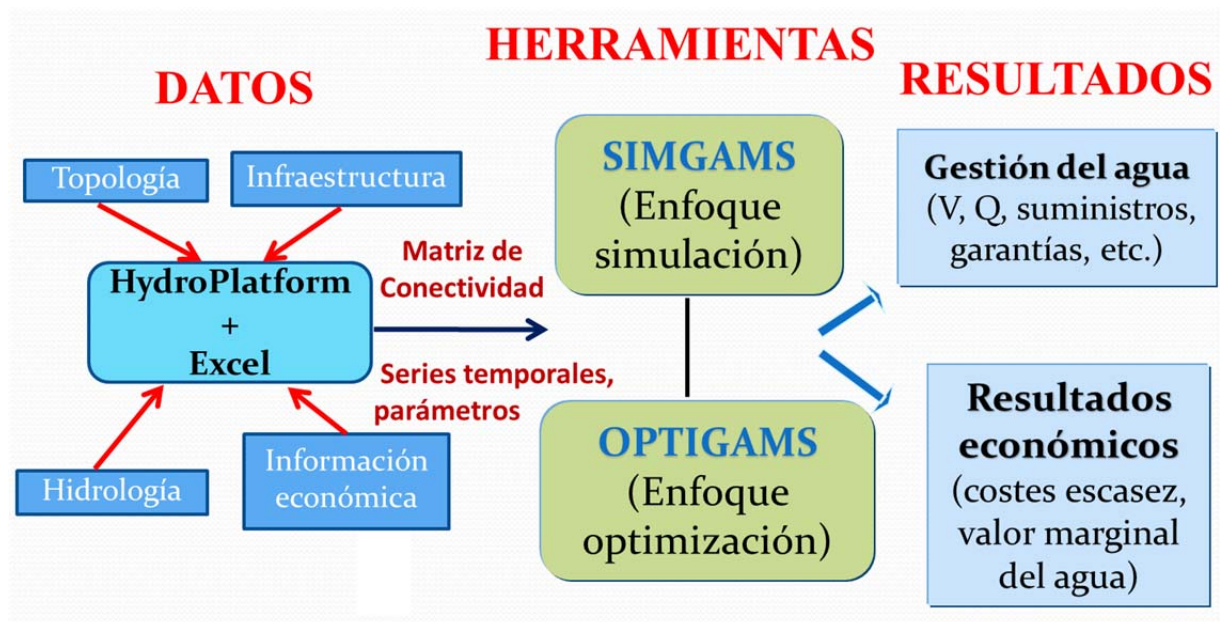 DATOS
Topología
Infraestructura
HydroPlatform
+
Excel
Hidrología
Información
económica
Matriz de
Conectividad
Series temporales,
parámetros
HERRAMIENTAS
SIMGAMS
(Enfoque
simulación)
OPTIGAMS
(Enfoque
optimización)
RESULTADOS
Gestión del agua
(V, Q, suministros,
garantías, etc.)
Resultados
económicos
(costes escasez,
valor marginal
del agua)